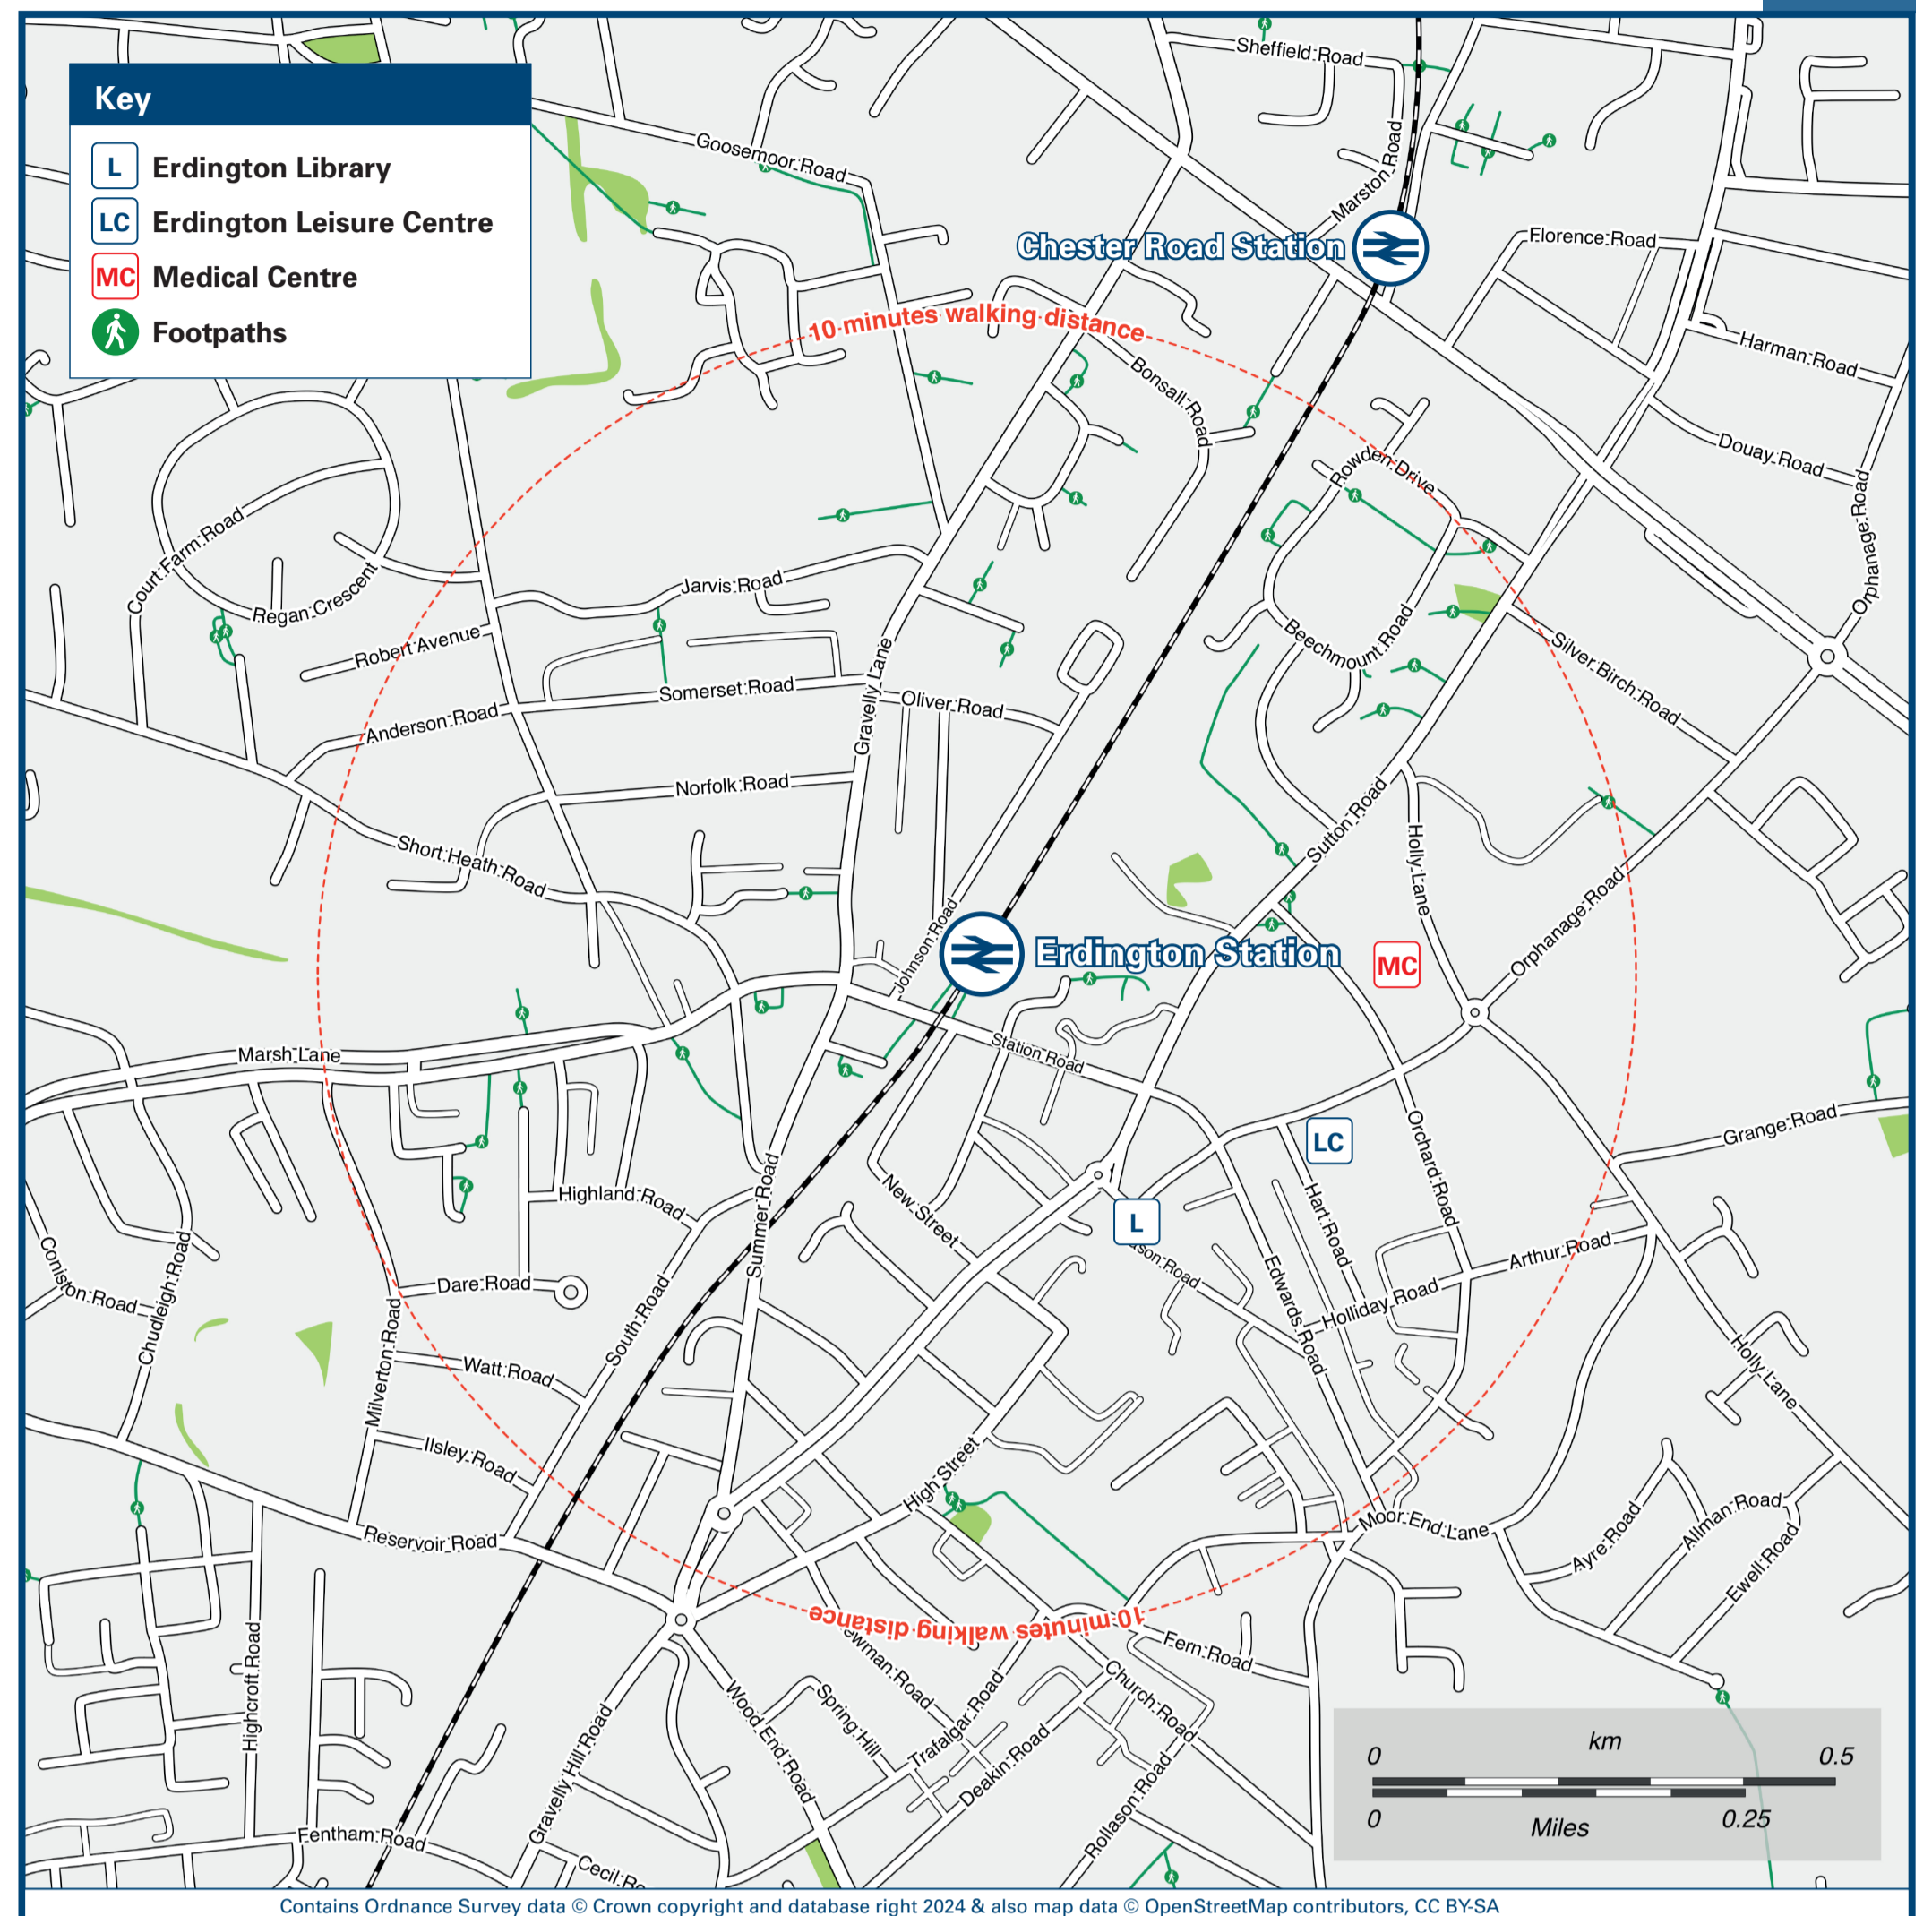 Key
L Erdington Library
LC Erdington Leisure Centre
MC Medical Centre
Footpaths
Sheffield Road
Goosemoor Road
Marston Road
Chester Road Station
Florence Road
10 minutes walking distance
Harman Road
Bonsall Road
Douay Road
Rowden Drive
Orphanage Road
Court Farm Road
Regan Crescent
Jarvis Road
Robert Avenue
Beechmount Road
Silver Birch Road
Somerset Road
Gravelly Lane
Oliver Road
Anderson Road
Norfolk Road
Sutton Road
Holly Lane
Short Heath Road
Johnson Road
Orphanage Road
Erdington Station
MC
Marsh Lane
Station Road
LC
Orchard Road
Grange Road
Highland Road
Summer Road
New Street
L
Hart Road
Arthur Road
Coniston Road
Chudleigh Road
Dare Road
South Road
Edwards Road
Holliday Road
Milverton Road
Watt Road
Holly Lane
Ilsley Road
High Street
Reservoir Road
Moor End Lane
Ayre Road
Allman Road
Ewell Road
10 minutes walking distance
Fern Road
Highcroft Road
Wood End Road
Spring Hill
Trafalgar Road
Church Road
Deakin Road
Gravelly Hill Road
Rollason Road
Fentham Road
km
0 0.5
0 0.25
Miles
Contains Ordnance Survey data © Crown copyright and database right 2024 & also map data © OpenStreetMap contributors, CC BY-SA